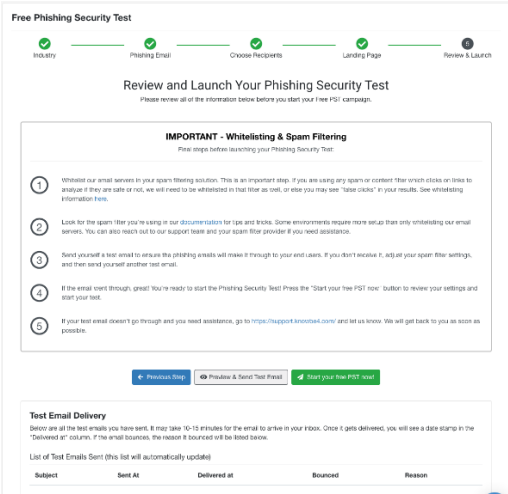 Free Phishing Security Test
Industry
Phishing Email
Choose Recipients
Landing Page
5
Review & Launch
Review and Launch Your Phishing Security Test
Please review all of the information below before you start your free PST campaign.
IMPORTANT - Whitelisting & Spam Filtering
Final steps before launching your Phishing Security Test:
1
Whitelist our email servers in your spam filtering solution. This is an important step. If you are using any spam or content filter which clicks on links to
analyze if they are safe or not, we will need to be whitelisted in that filter as well, or else you may see "false clicks" in your results. See whitelisting
information here.
2
Look for the spam filter you're using in our documentation for tips and tricks. Some environments require more setup than only whitelisting our email
servers. You can also reach out to our support team and your spam filter provider if you need assistance.
3
Send yourself a test email to ensure the phishing emails will make it through to your end users. If you don't receive it, adjust your spam filter settings,
and then send yourself another test email.
4
If the email went through, great! You're ready to start the Phishing Security Test! Press the "Start your free PST now" button to review your settings and
start your test.
5
If your test email doesn't go through and you need assistance, go to https://support.knowbe4.com/ and let us know. We will get back to you as soon as
possible.
Previous Step
Preview & Send Test Email
Start your free PST now!
Test Email Delivery
Below are all the test emails you have sent. It may take 10-15 minutes for the email to arrive in your inbox. Once it gets delivered, you will see a date stamp in the
"Delivered at" column. If the email bounces, the reason it bounced will be listed below.
List of Test Emails Sent (this list will automatically update)
Subject
Sent At
Delivered at
Bounced
Reason